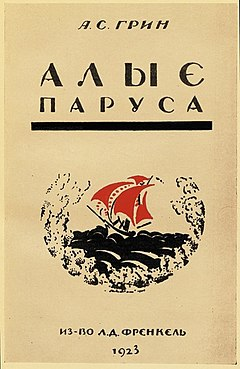 А.С. ГРИН
АЛЫЕ
ПАРУСА
ИЗ-ВО Л.Д. ФРЕНКЕЛЬ
1923